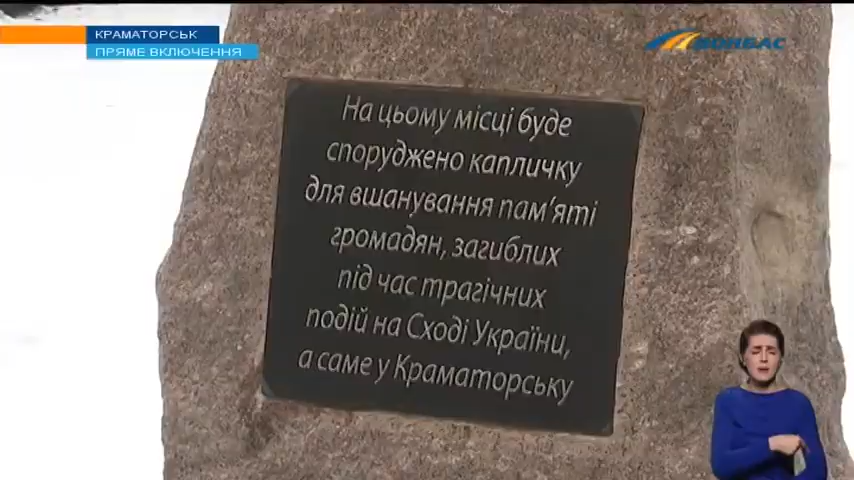 КРАМАТОРСЬК
ПРЯМЕ ВКЛЮЧЕННЯ
ДОНБАС
На цьому місці буде
споруджено капличку
для вшанування пам'яті
громадян, загиблих
під час трагічних
подій на Сході України,
а саме у Краматорську